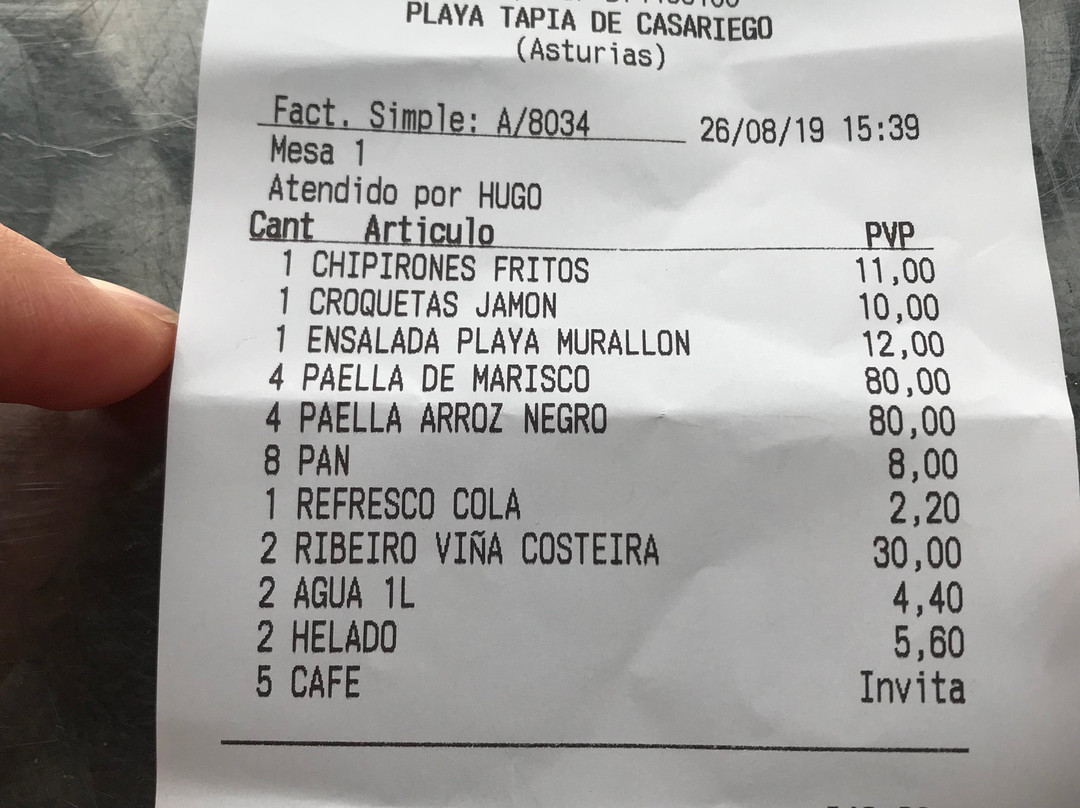 PLAYA TAPIA DE CASARIEGO
(Asturias)
Fact. Simple: A/8034 26/08/19 15:39
Mesa 1
Atendido por HUGO
Cant Articulo PVP
1 CHIPIRONES FRITOS 11,00
1 CROQUETAS JAMON 10,00
1 ENSALADA PLAYA MURALLON 12,00
4 PAELLA DE MARISCO 80,00
4 PAELLA ARROZ NEGRO 80,00
8 PAN 8,00
1 REFRESCO COLA 2,20
2 RIBEIRO VIÑA COSTEIRA 30,00
2 AGUA 1L 4,40
2 HELADO 5,60
5 CAFE Invita